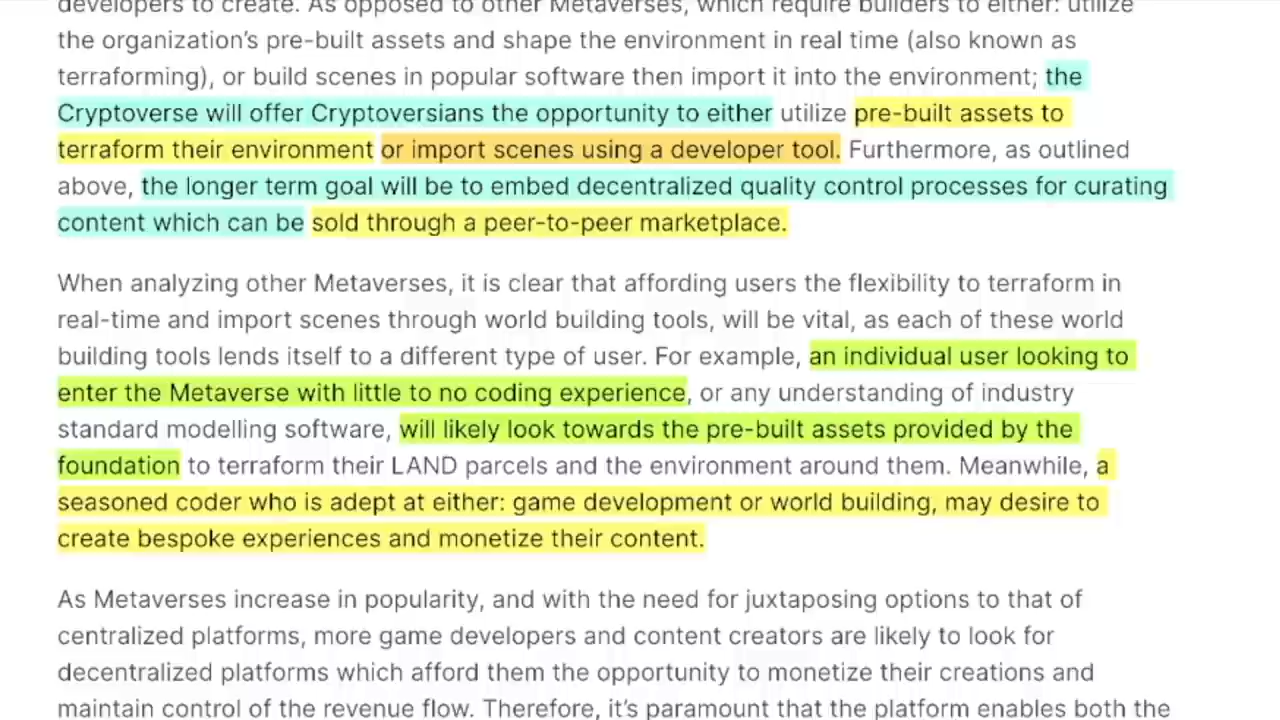 developers to create. As opposed to other Metaverses, which require builders to either: utilize
the organization's pre-built assets and shape the environment in real time (also known as
terraforming), or build scenes in popular software then import it into the environment; the
Cryptoverse will offer Cryptoversians the opportunity to either utilize pre-built assets to
terraform their environment or import scenes using a developer tool. Furthermore, as outlined
above, the longer term goal will be to embed decentralized quality control processes for curating
content which can be sold through a peer-to-peer marketplace.
When analyzing other Metaverses, it is clear that affording users the flexibility to terraform in
real-time and import scenes through world building tools, will be vital, as each of these world
building tools lends itself to a different type of user. For example, an individual user looking to
enter the Metaverse with little to no coding experience, or any understanding of industry
standard modelling software, will likely look towards the pre-built assets provided by the
foundation to terraform their LAND parcels and the environment around them. Meanwhile, a
seasoned coder who is adept at either: game development or world building, may desire to
create bespoke experiences and monetize their content.
As Metaverses increase in popularity, and with the need for juxtaposing options to that of
centralized platforms, more game developers and content creators are likely to look for
decentralized platforms which afford them the opportunity to monetize their creations and
maintain control of the revenue flow. Therefore, it's paramount that the platform enables both the